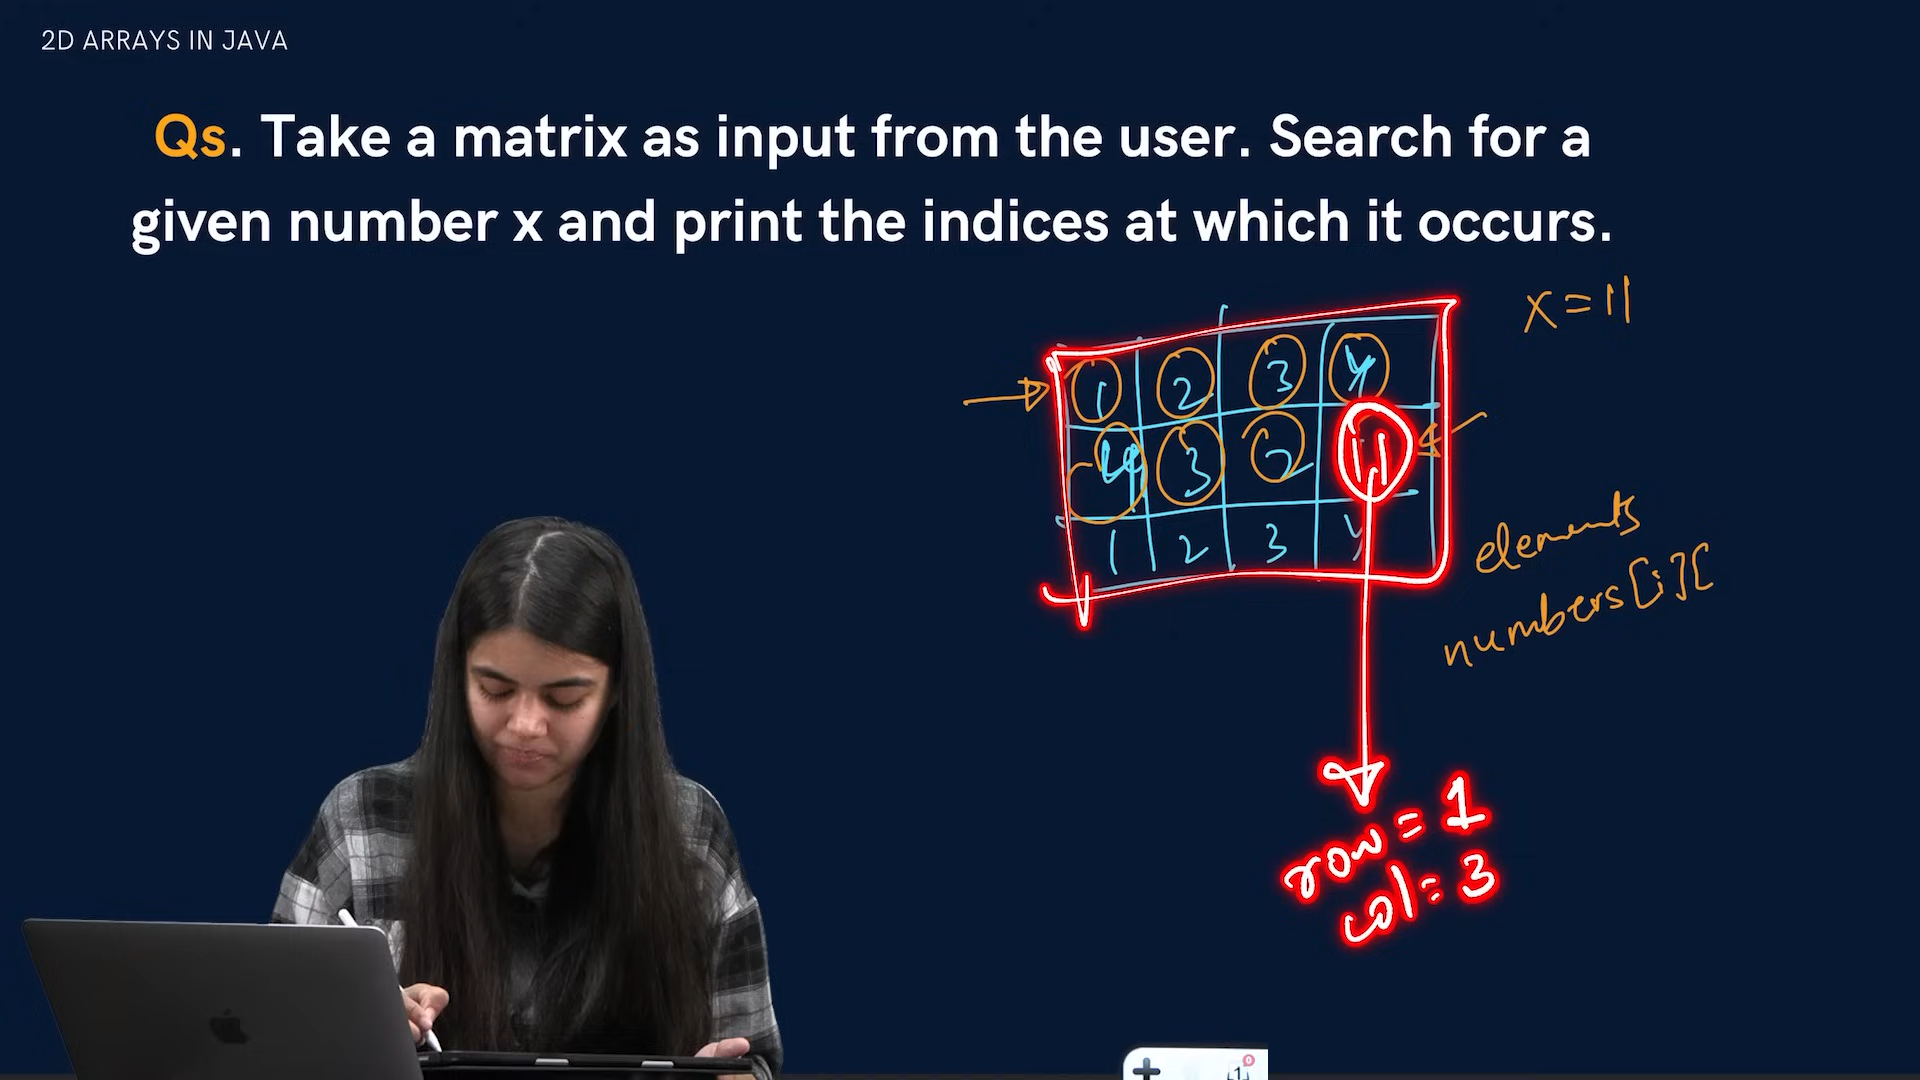 2D ARRAYS IN JAVA
Qs. Take a matrix as input from the user. Search for a
given number x and print the indices at which it occurs.
x = 11
1 2 3 4
4 3 2 11
1 2 3 4
elements
numbers[i][
row = 1
col = 3